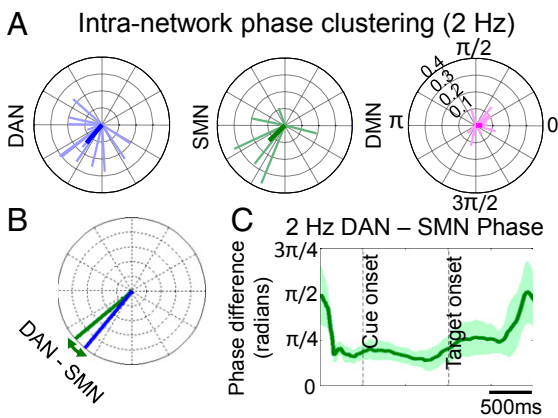 A Intra-network phase clustering (2 Hz)
DAN
SMN
DMN
π/2
0.4
0.3
0.2
0.1
π
0
3π/2
B
DAN - SMN
C 2 Hz DAN – SMN Phase
Phase difference
(radians)
3π/4
π/2
π/4
0
Cue onset
Target onset
500ms